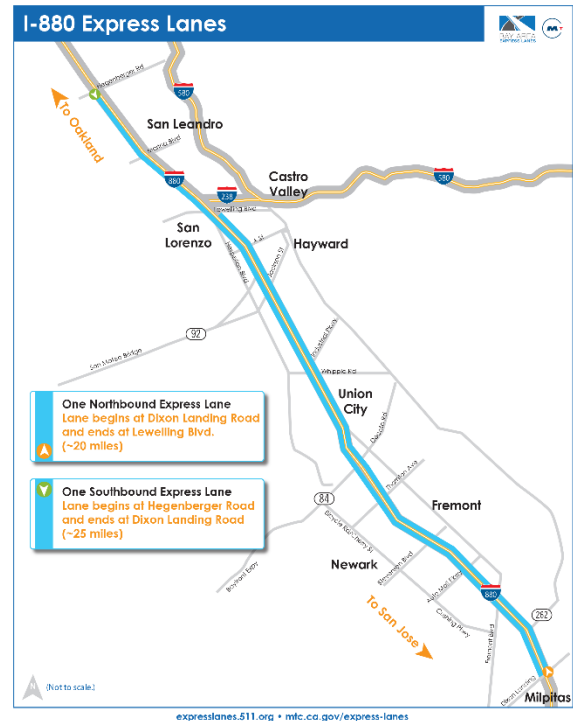 I-880 Express Lanes
BAY AREA
EXPRESS LANES
M
Hegenberger Rd
580
To Oakland
San Leandro
Marina Blvd
880
Castro
Valley
580
238
Lewelling Blvd
San
Lorenzo
A St
Hayward
Hesperian Blvd
Jackson St
92
San Mateo Bridge
Industrial Pkwy
Whipple Rd
One Northbound Express Lane
Lane begins at Dixon Landing Road
and ends at Lewelling Blvd.
(~20 miles)
Union
City
Decoto Rd
One Southbound Express Lane
Lane begins at Hegenberger Road
and ends at Dixon Landing Road
(~25 miles)
Thornton Ave
84
Fremont
Newark
Stevenson Blvd
Bayfront Expy
Auto Mall Pkwy
880
To San Jose
Cushing Pkwy
262
Fremont Blvd
Dixon Landing
Milpitas
N
(Not to scale.)
expresslanes.511.org • mtc.ca.gov/express-lanes